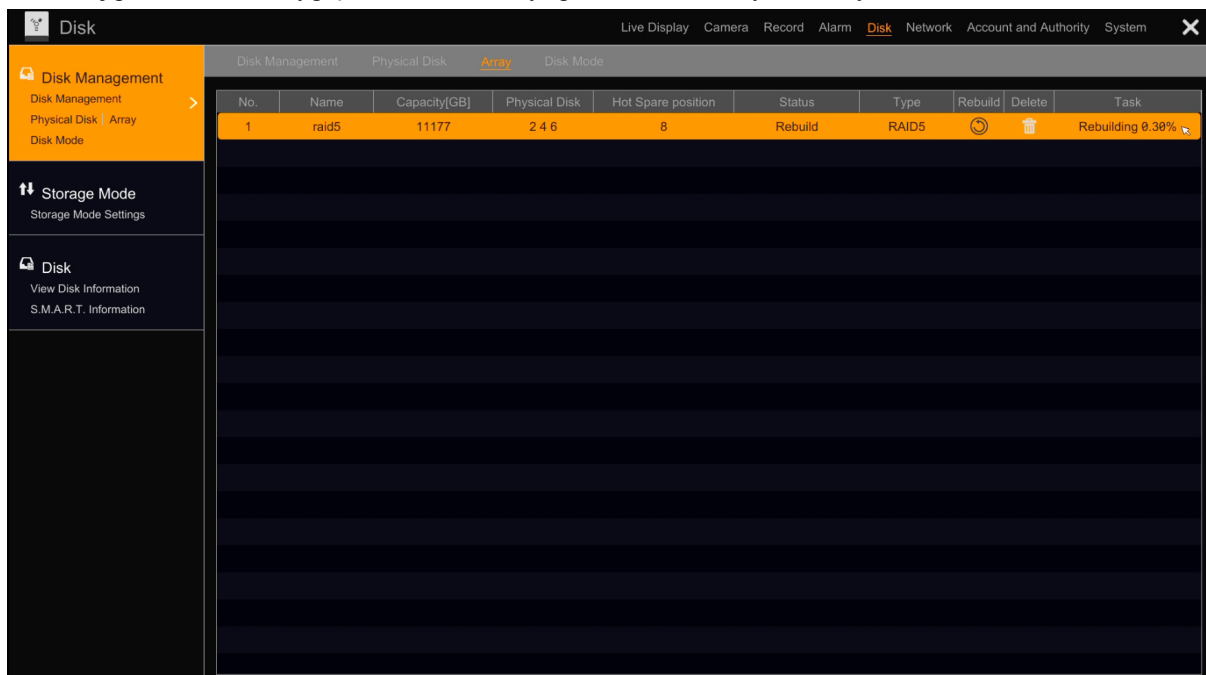 Disk
Live Display Camera Record Alarm Disk Network Account and Authority System
Disk Management
Disk Management
Physical Disk | Array
Disk Mode
Storage Mode
Storage Mode Settings
Disk
View Disk Information
S.M.A.R.T. Information
Disk Management Physical Disk Array Disk Mode
No. Name Capacity[GB] Physical Disk Hot Spare position Status Type Rebuild Delete Task
1 raid5 11177 2 4 6 8 Rebuild RAID5 Rebuilding 0.30%